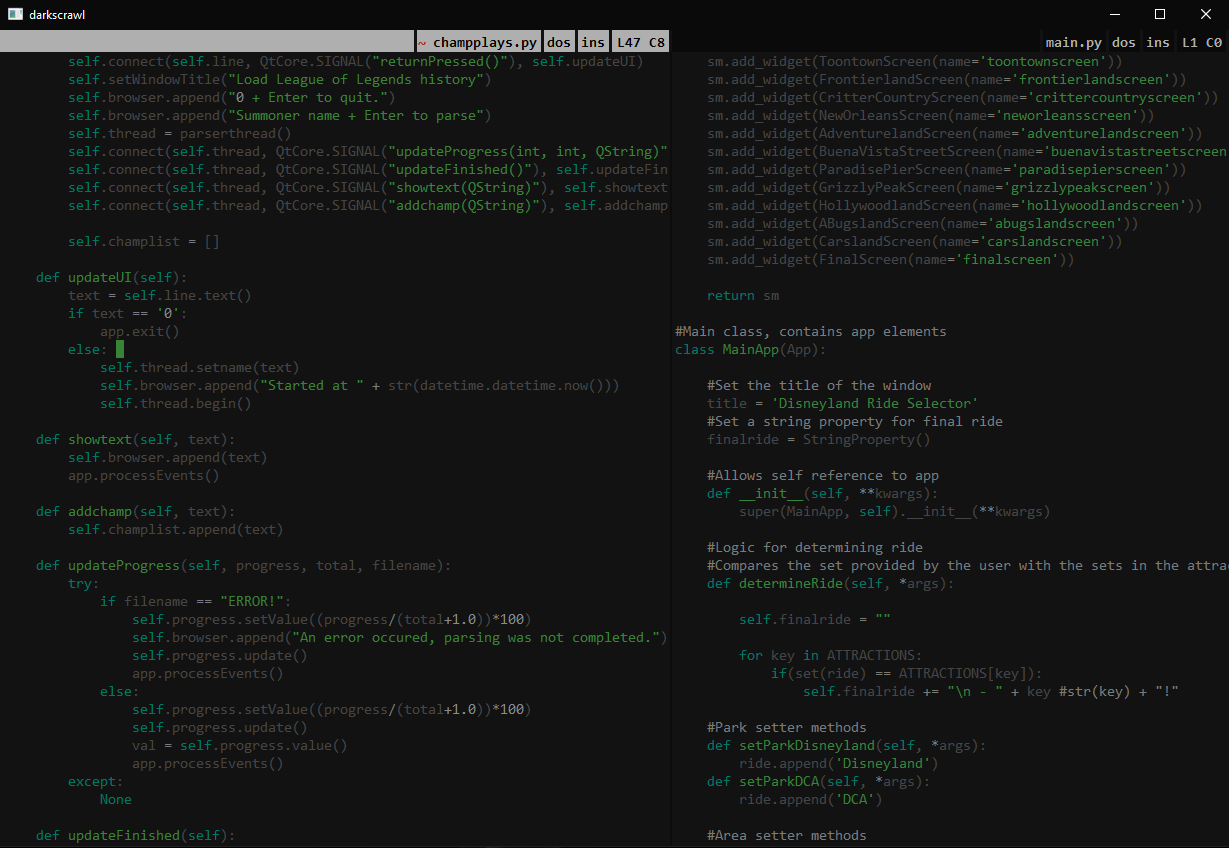 darkscrawl
~ champplays.py dos ins L47 C8
self.connect(self.line, QtCore.SIGNAL("returnPressed()"), self.updateUI)
self.setWindowTitle("Load League of Legends history")
self.browser.append("0 + Enter to quit.")
self.browser.append("Summoner name + Enter to parse")
self.thread = parserthread()
self.connect(self.thread, QtCore.SIGNAL("updateProgress(int, int, QString)"
self.connect(self.thread, QtCore.SIGNAL("updateFinished()"), self.updateFin
self.connect(self.thread, QtCore.SIGNAL("showtext(QString)"), self.showtext
self.connect(self.thread, QtCore.SIGNAL("addchamp(QString)"), self.addchamp
self.champlist = []
def updateUI(self):
text = self.line.text()
if text == '0':
app.exit()
else:
self.thread.setname(text)
self.browser.append("Started at " + str(datetime.datetime.now()))
self.thread.begin()
def showtext(self, text):
self.browser.append(text)
app.processEvents()
def addchamp(self, text):
self.champlist.append(text)
def updateProgress(self, progress, total, filename):
try:
if filename == "ERROR!":
self.progress.setValue((progress/(total+1.0))*100)
self.browser.append("An error occured, parsing was not completed.")
self.progress.update()
app.processEvents()
else:
self.progress.setValue((progress/(total+1.0))*100)
self.progress.update()
val = self.progress.value()
app.processEvents()
except:
None
def updateFinished(self):
main.py dos ins L1 C0
sm.add_widget(ToontownScreen(name='toontownscreen'))
sm.add_widget(FrontierlandScreen(name='frontierlandscreen'))
sm.add_widget(CritterCountryScreen(name='crittercountryscreen'))
sm.add_widget(NewOrleansScreen(name='neworleansscreen'))
sm.add_widget(AdventurelandScreen(name='adventurelandscreen'))
sm.add_widget(BuenaVistaStreetScreen(name='buenavistastreetscreen
sm.add_widget(ParadisePierScreen(name='paradisepierscreen'))
sm.add_widget(GrizzlyPeakScreen(name='grizzlypeakscreen'))
sm.add_widget(HollywoodlandScreen(name='hollywoodlandscreen'))
sm.add_widget(ABugslandScreen(name='abugslandscreen'))
sm.add_widget(CarslandScreen(name='carslandscreen'))
sm.add_widget(FinalScreen(name='finalscreen'))
return sm
#Main class, contains app elements
class MainApp(App):
#Set the title of the window
title = 'Disneyland Ride Selector'
#Set a string property for final ride
finalride = StringProperty()
#Allows self reference to app
def __init__(self, **kwargs):
super(MainApp, self).__init__(**kwargs)
#Logic for determining ride
#Compares the set provided by the user with the sets in the attrac
def determineRide(self, *args):
self.finalride = ""
for key in ATTRACTIONS:
if(set(ride) == ATTRACTIONS[key]):
self.finalride += "\n - " + key #str(key) + "!"
#Park setter methods
def setParkDisneyland(self, *args):
ride.append('Disneyland')
def setParkDCA(self, *args):
ride.append('DCA')
#Area setter methods